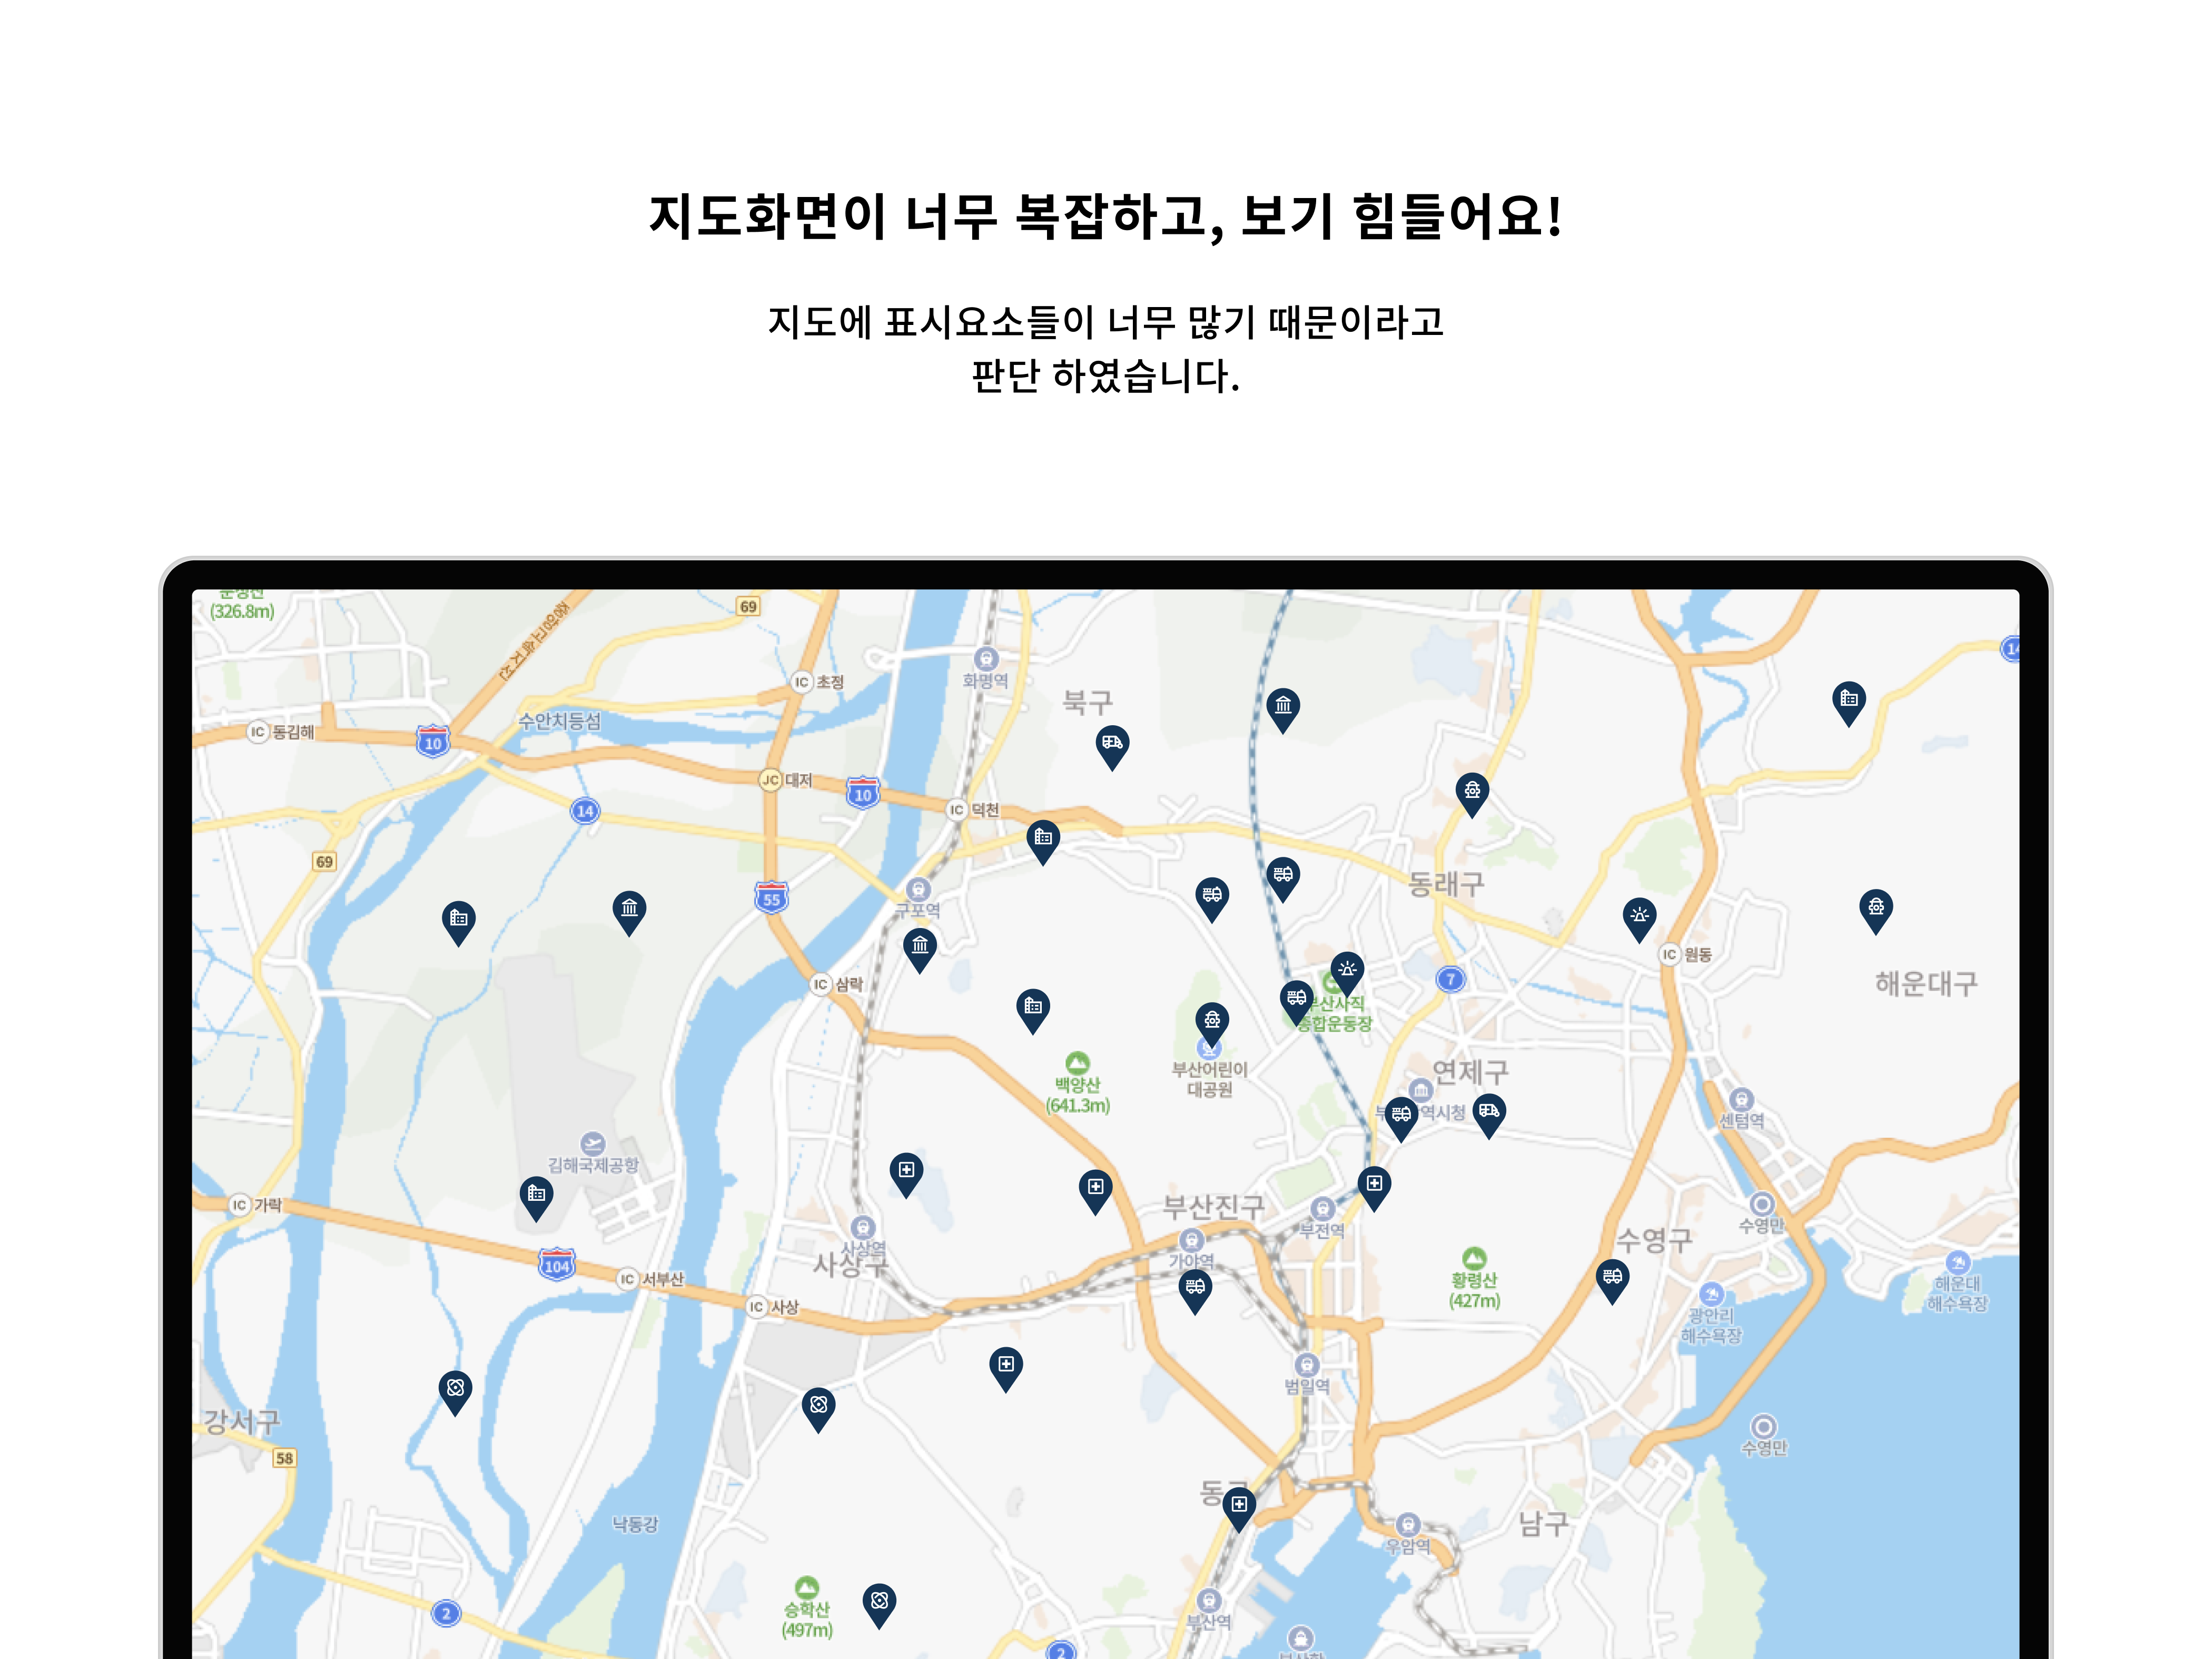 지도화면이 너무 복잡하고, 보기 힘들어요!
지도에 표시요소들이 너무 많기 때문이라고
판단 하였습니다.
(326.8m)
중앙고속지선
69
IC 초정
화명역
북구
14
IC 동김해
10
수안치등섬
JC 대저
10
IC 덕천
14
69
55
구포역
동래구
IC 삼락
IC 원동
7
해운대구
부산사직
종합운동장
백양산
(641.3m)
부산어린이
대공원
연제구
역시청
센텀역
김해국제공항
IC 가락
부산진구
부전역
수영만
사상역
사상구
가야역
수영구
104
IC 서부산
IC 사상
황령산
(427m)
해운대
해수욕장
광안리
해수욕장
범일역
강서구
58
수영만
동구
낙동강
남구
우암역
2
승학산
(497m)
부산역
2